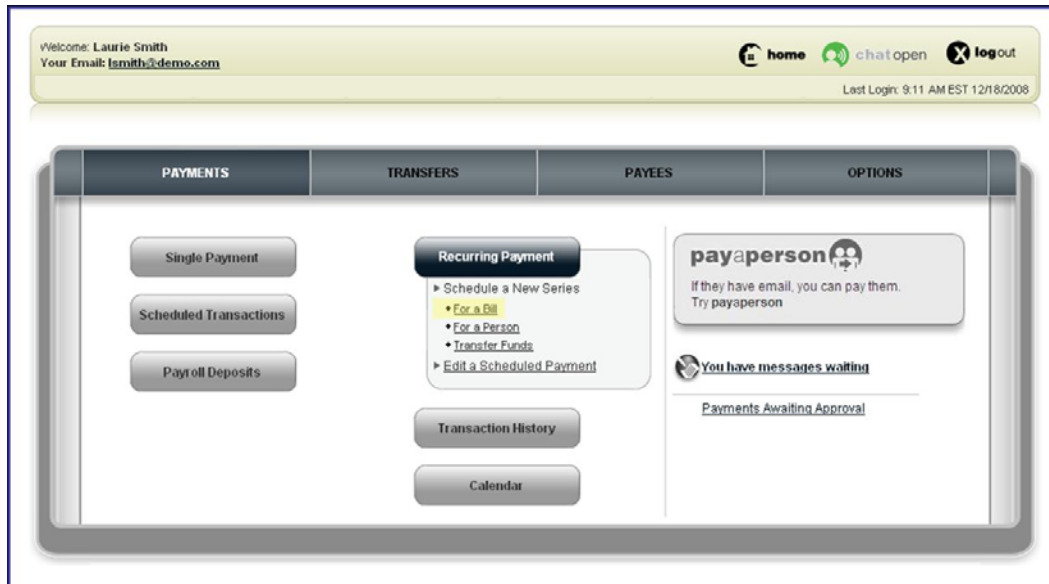 Welcome: Laurie Smith
Your Email: lsmith@demo.com
home
chatopen
logout
Last Login: 9:11 AM EST 12/18/2008
PAYMENTS
TRANSFERS
PAYEES
OPTIONS
Single Payment
Scheduled Transactions
Payroll Deposits
Recurring Payment
Schedule a New Series
For a Bill
For a Person
Transfer Funds
Edit a Scheduled Payment
Transaction History
Calendar
payaperson
If they have email, you can pay them.
Try payaperson
You have messages waiting
Payments Awaiting Approval